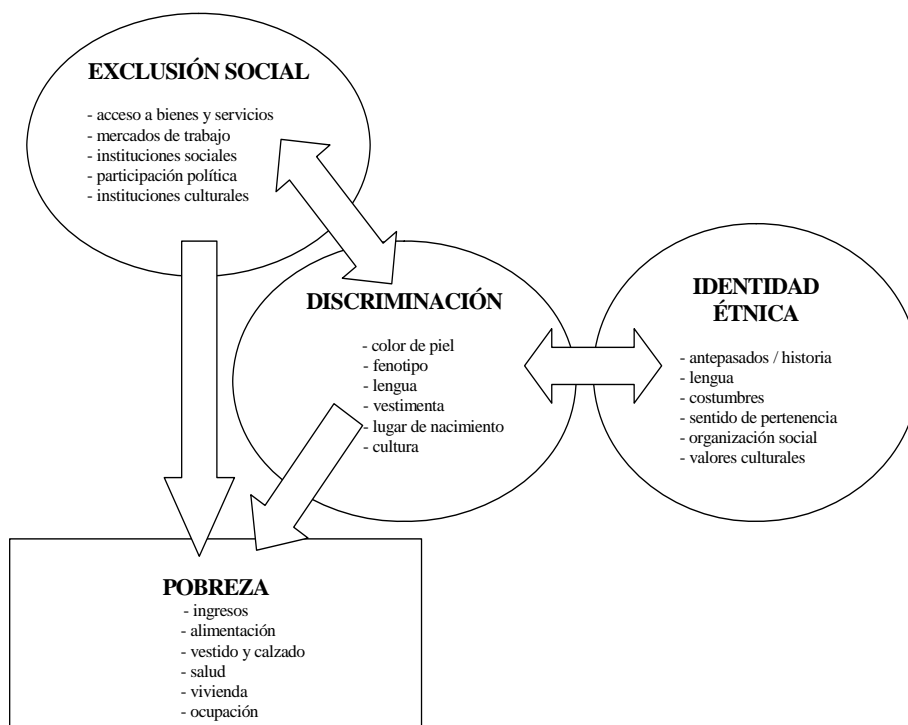 EXCLUSIÓN SOCIAL
- acceso a bienes y servicios
- mercados de trabajo
- instituciones sociales
- participación política
- instituciones culturales
DISCRIMINACIÓN
- color de piel
- fenotipo
- lengua
- vestimenta
- lugar de nacimiento
- cultura
IDENTIDAD
ÉTNICA
- antepasados / historia
- lengua
- costumbres
- sentido de pertenencia
- organización social
- valores culturales
POBREZA
- ingresos
- alimentación
- vestido y calzado
- salud
- vivienda
- ocupación